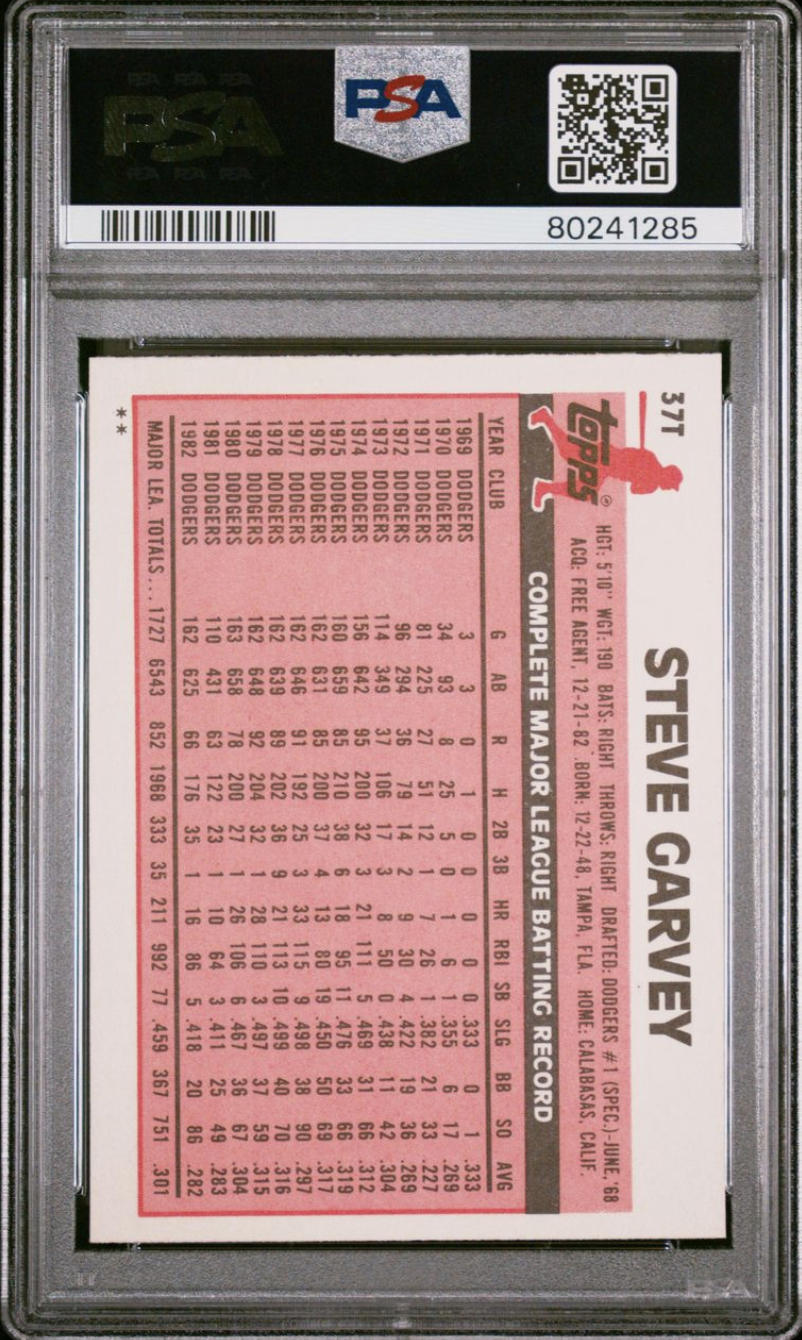 PSA PSA PSA
PSA
PSA PSA PSA
PSA
80241285
37T
STEVE GARVEY
topps®
HGT: 5'10" WGT: 190 BATS: RIGHT THROWS: RIGHT DRAFTED: DODGERS #1 (SPEC.)-JUNE, '68
ACQ: FREE AGENT, 12-21-82 .BORN: 12-22-48, TAMPA, FLA. HOME: CALABASAS, CALIF.
COMPLETE MAJOR LEAGUE BATTING RECORD
YEAR CLUB G AB R H 2B 3B HR RBI SB SLG BB SO AVG
1969 DODGERS 3 3 0 1 0 0 0 0 0 .333 0 1 .333
1970 DODGERS 34 93 8 25 5 0 1 6 1 .355 6 17 .269
1971 DODGERS 81 225 27 51 12 1 7 26 1 .382 21 33 .227
1972 DODGERS 96 294 36 79 14 2 9 30 4 .422 19 36 .269
1973 DODGERS 114 349 37 106 17 3 8 50 0 .438 11 42 .304
1974 DODGERS 156 642 95 200 32 3 21 111 5 .469 31 66 .312
1975 DODGERS 160 659 85 210 38 6 18 95 11 .476 33 66 .319
1976 DODGERS 162 631 85 200 37 4 13 80 19 .450 50 69 .317
1977 DODGERS 162 646 91 192 25 3 33 115 9 .498 38 90 .297
1978 DODGERS 162 639 89 202 36 9 21 113 10 .499 40 70 .316
1979 DODGERS 162 648 92 204 32 1 28 110 3 .497 37 59 .315
1980 DODGERS 163 658 78 200 27 1 26 106 6 .467 36 67 .304
1981 DODGERS 110 431 63 122 23 1 10 64 3 .411 25 49 .283
1982 DODGERS 162 625 66 176 35 1 16 86 5 .418 20 86 .282
MAJOR LEA. TOTALS... 1727 6543 852 1968 333 35 211 992 77 .459 367 751 .301
**
PSA